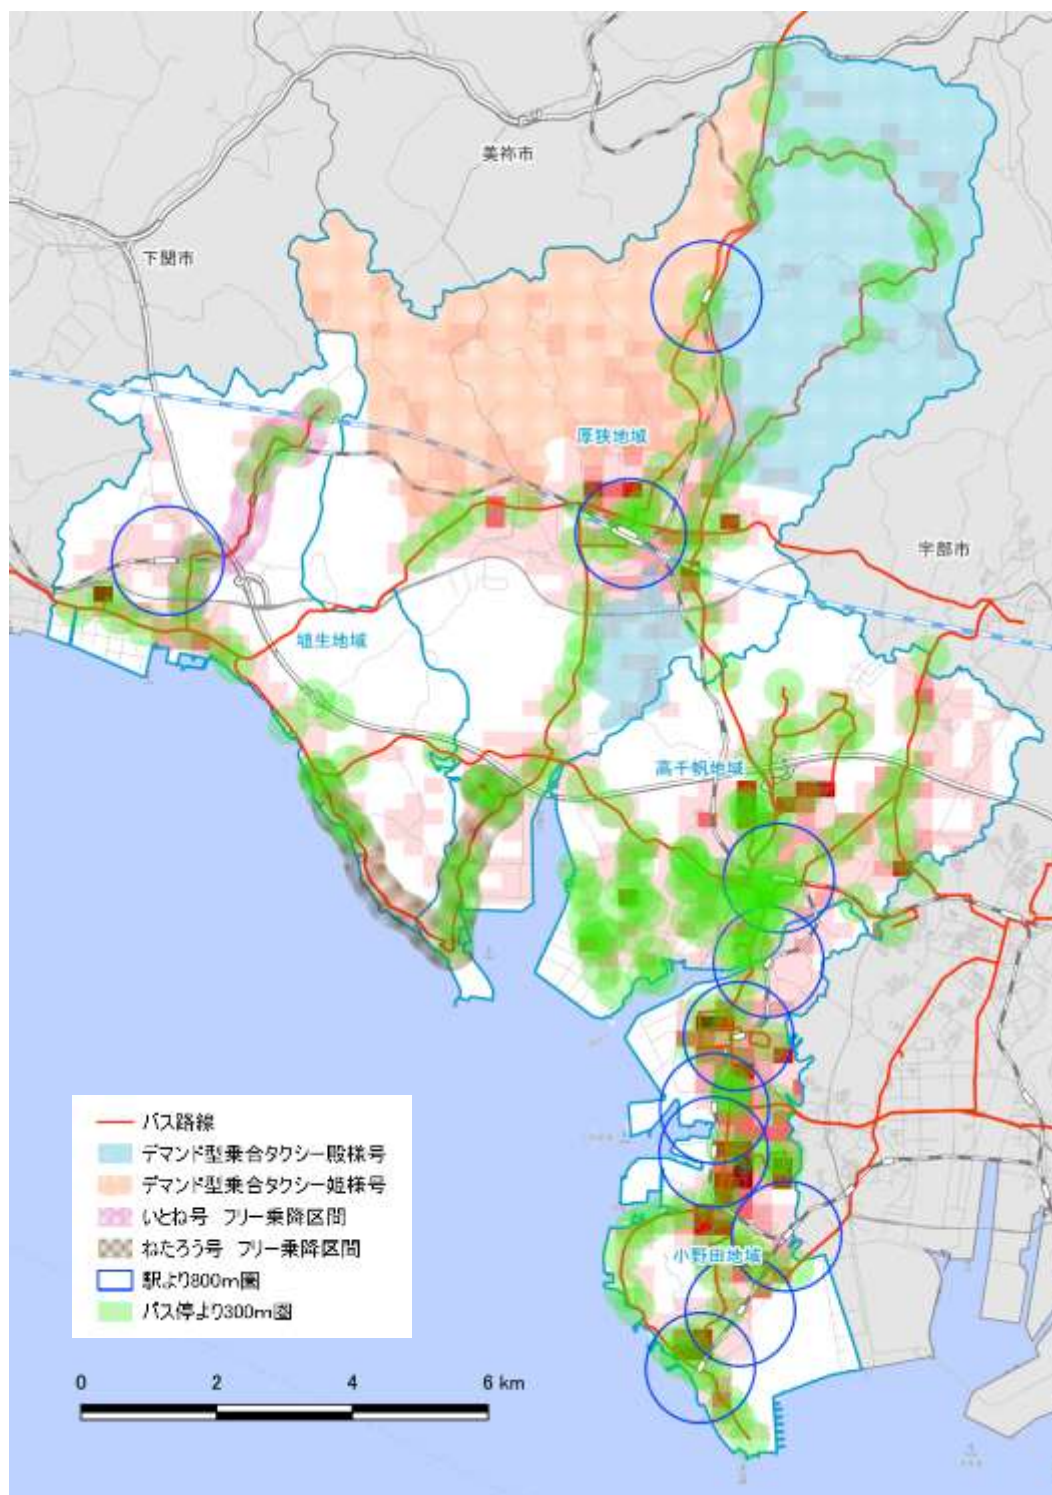 美祢市
下関市
厚狭地域
宇部市
埴生地域
高千帆地域
小野田地域
バス路線
デマンド型乗合タクシー殿様号
デマンド型乗合タクシー姫様号
いとね号 フリー乗降区間
ねたろう号 フリー乗降区間
駅より800m圏
バス停より300m圏
0 2 4 6 km